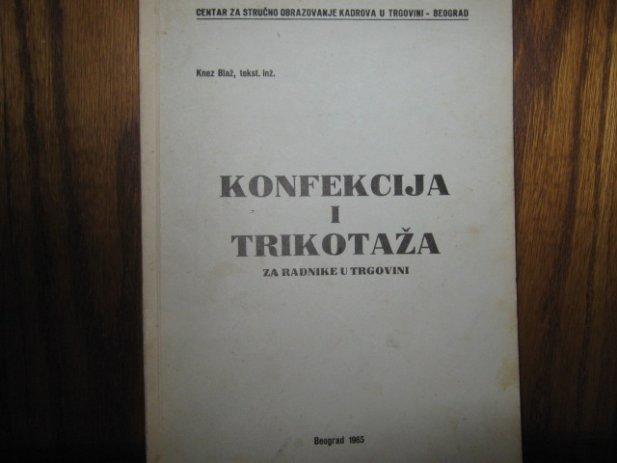 CENTAR ZA STRUČNO OBRAZOVANJE KADROVA U TRGOVINI - BEOGRAD
Knez Blaž, tekst. inž.
KONFEKCIJA
I
TRIKOTAŽA
ZA RADNIKE U TRGOVINI
Beograd 1965